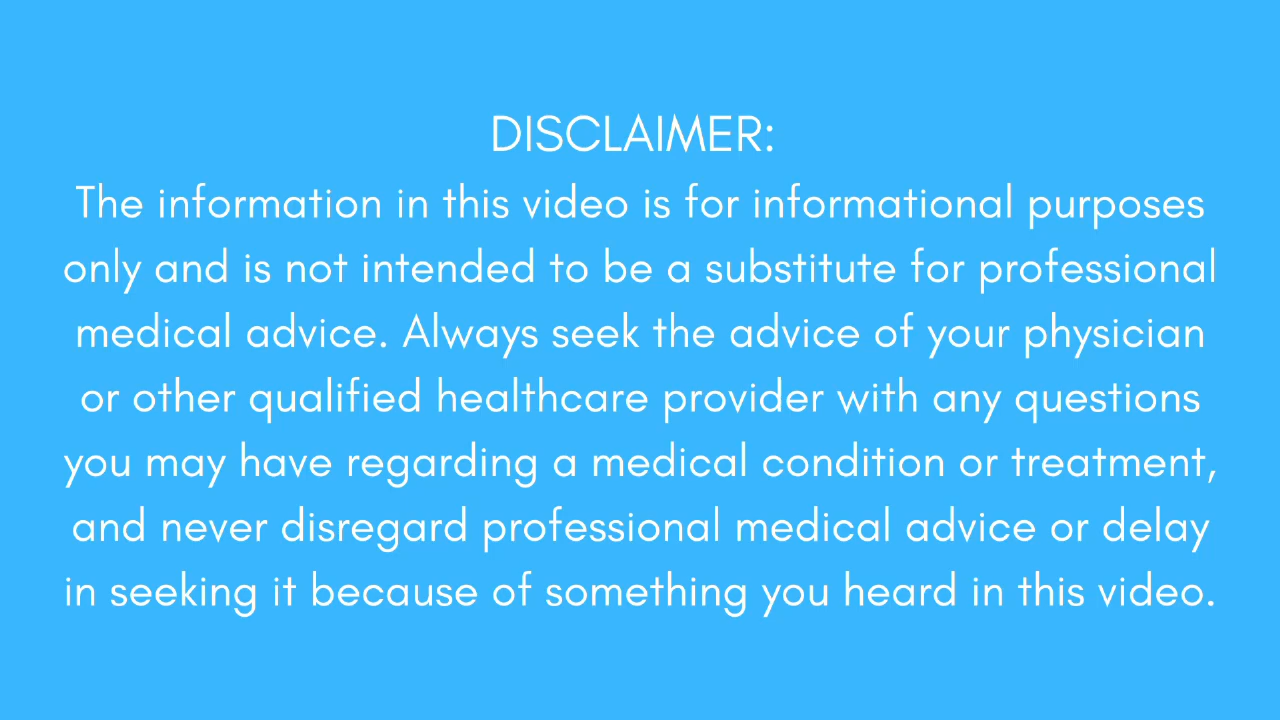 DISCLAIMER:
The information in this video is for informational purposes
only and is not intended to be a substitute for professional
medical advice. Always seek the advice of your physician
or other qualified healthcare provider with any questions
you may have regarding a medical condition or treatment,
and never disregard professional medical advice or delay
in seeking it because of something you heard in this video.